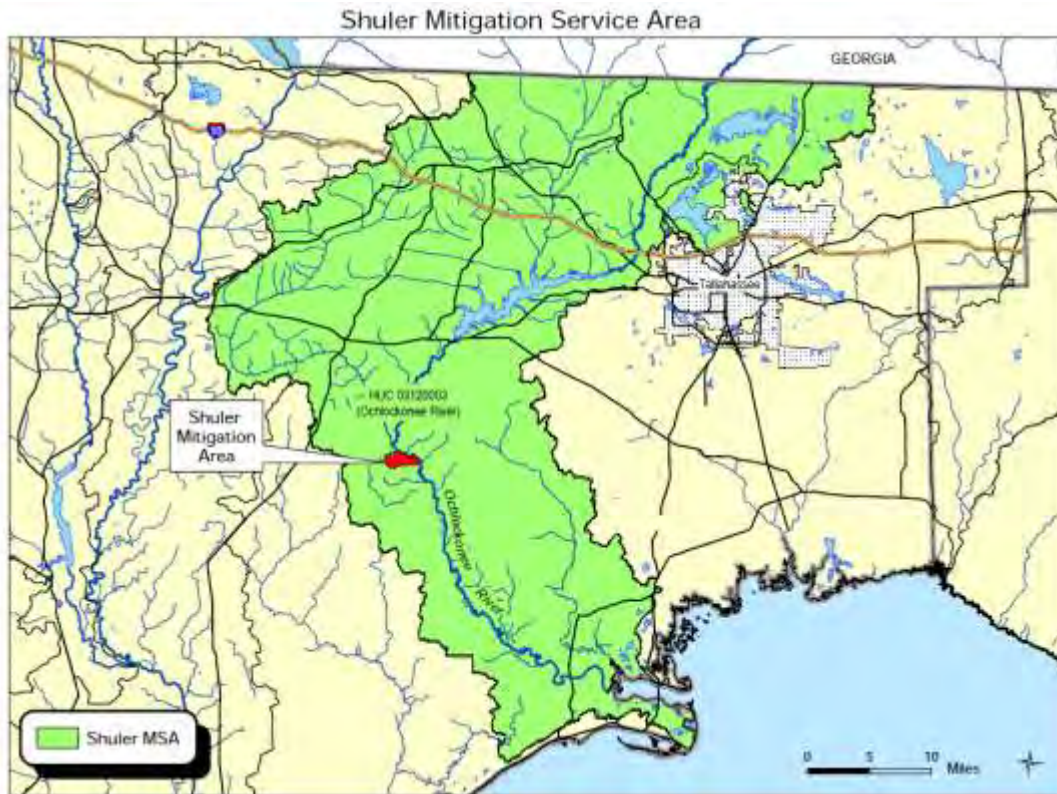 Shuler Mitigation Service Area
GEORGIA
10
Tallahassee
HUC 03120003
(Ochlockonee River)
Shuler
Mitigation
Area
Ochlockonee River
Shuler MSA
0 5 10
Miles